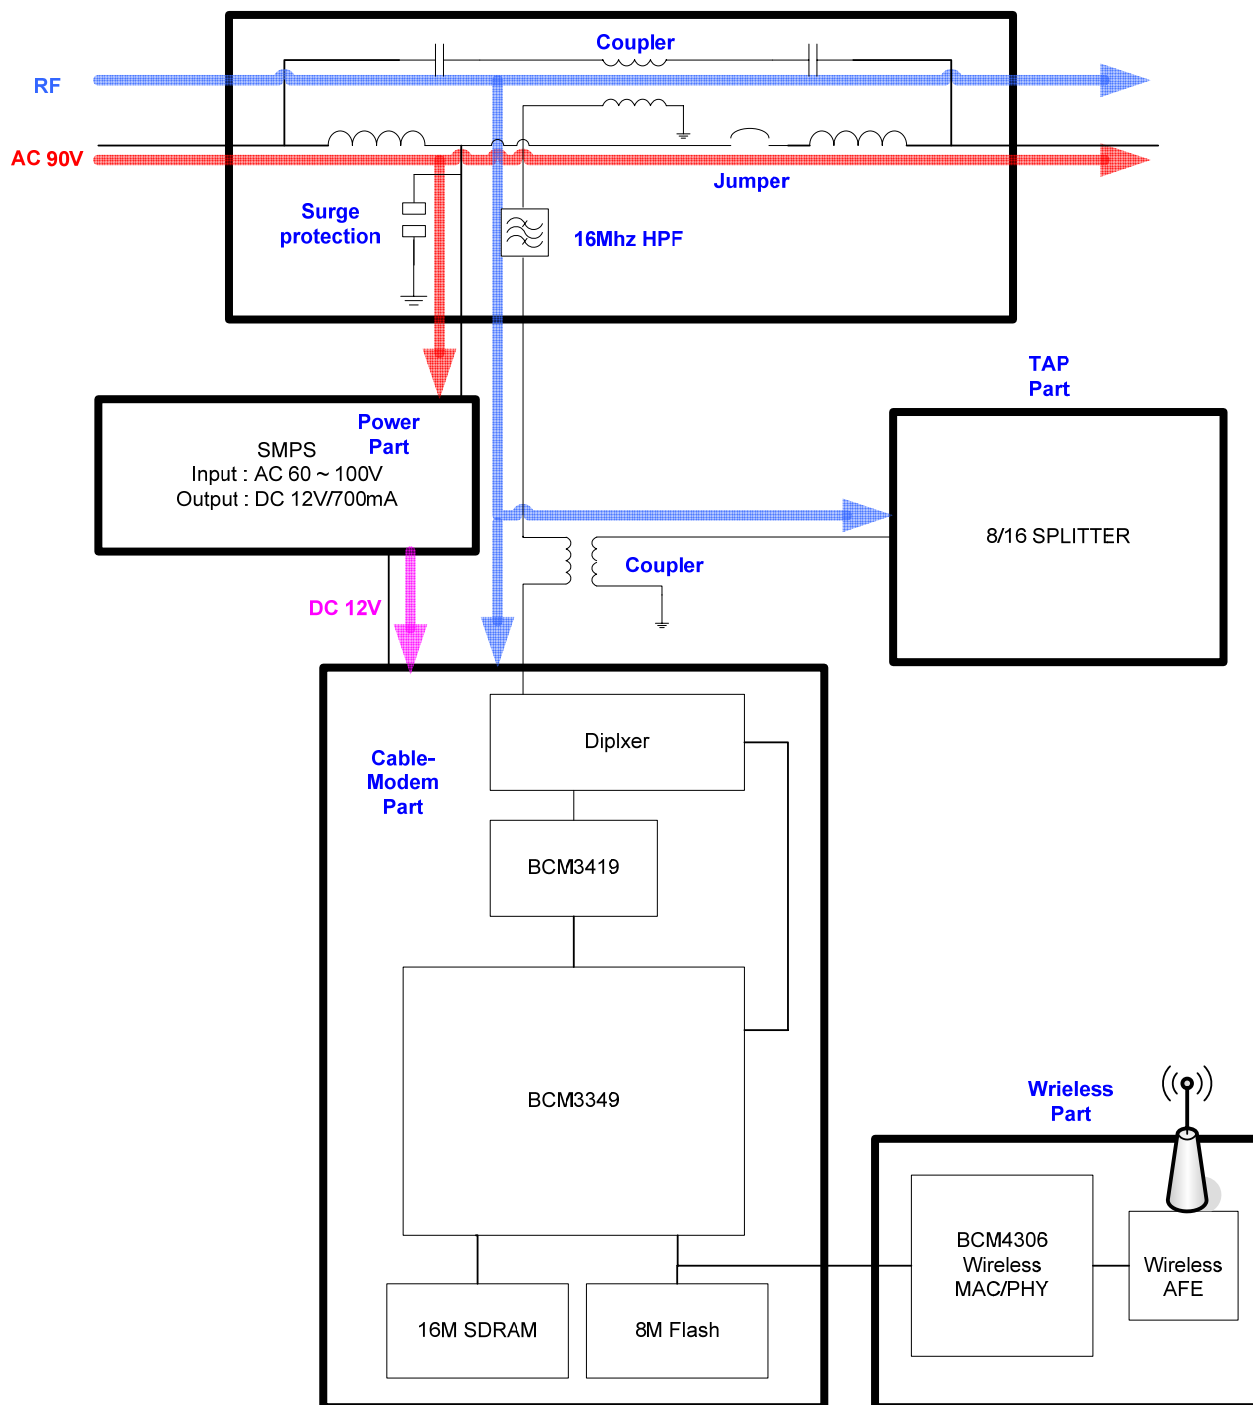 Coupler
RF
AC 90V
Jumper
Surge
protection
16Mhz HPF
TAP
Part
Power
Part
SMPS
Input : AC 60 ~ 100V
Output : DC 12V/700mA
8/16 SPLITTER
Coupler
DC 12V
Diplxer
Cable-
Modem
Part
BCM3419
BCM3349
Wrieless
Part
BCM4306
Wireless
MAC/PHY
Wireless
AFE
16M SDRAM
8M Flash